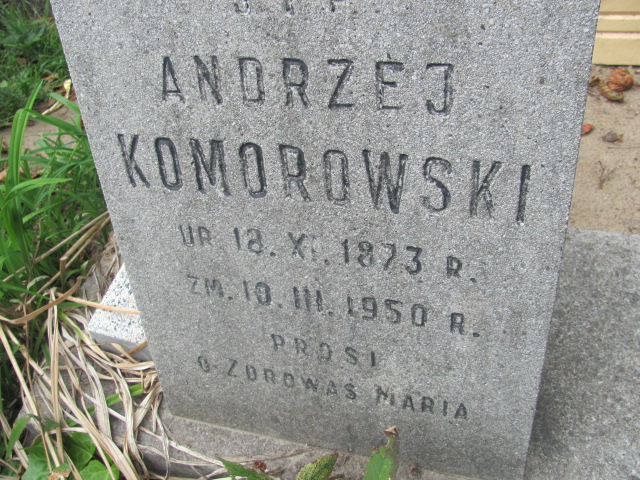 Ś. † P.
ANDRZEJ
KOMOROWSKI
UR. 18. XI. 1873 R.
ZM. 10. III. 1950 R.
PROSI
O ZDROWAŚ MARIA